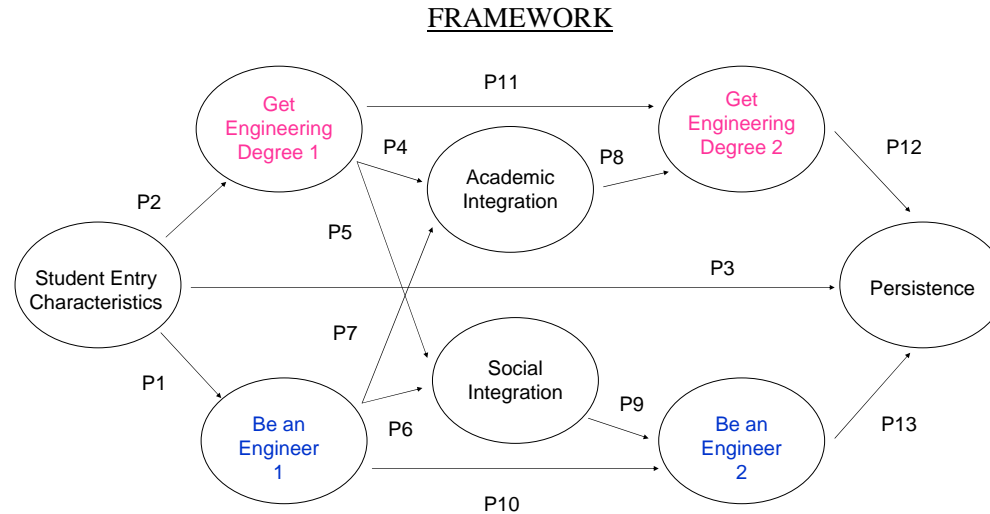 FRAMEWORK
P11
Get
Engineering
Degree 1
Get
Engineering
Degree 2
P4
P8
P12
Academic
Integration
P2
P5
Student Entry
Characteristics
P3
Persistence
P7
P1
Social
Integration
P6
P9
P13
Be an
Engineer
1
Be an
Engineer
2
P10